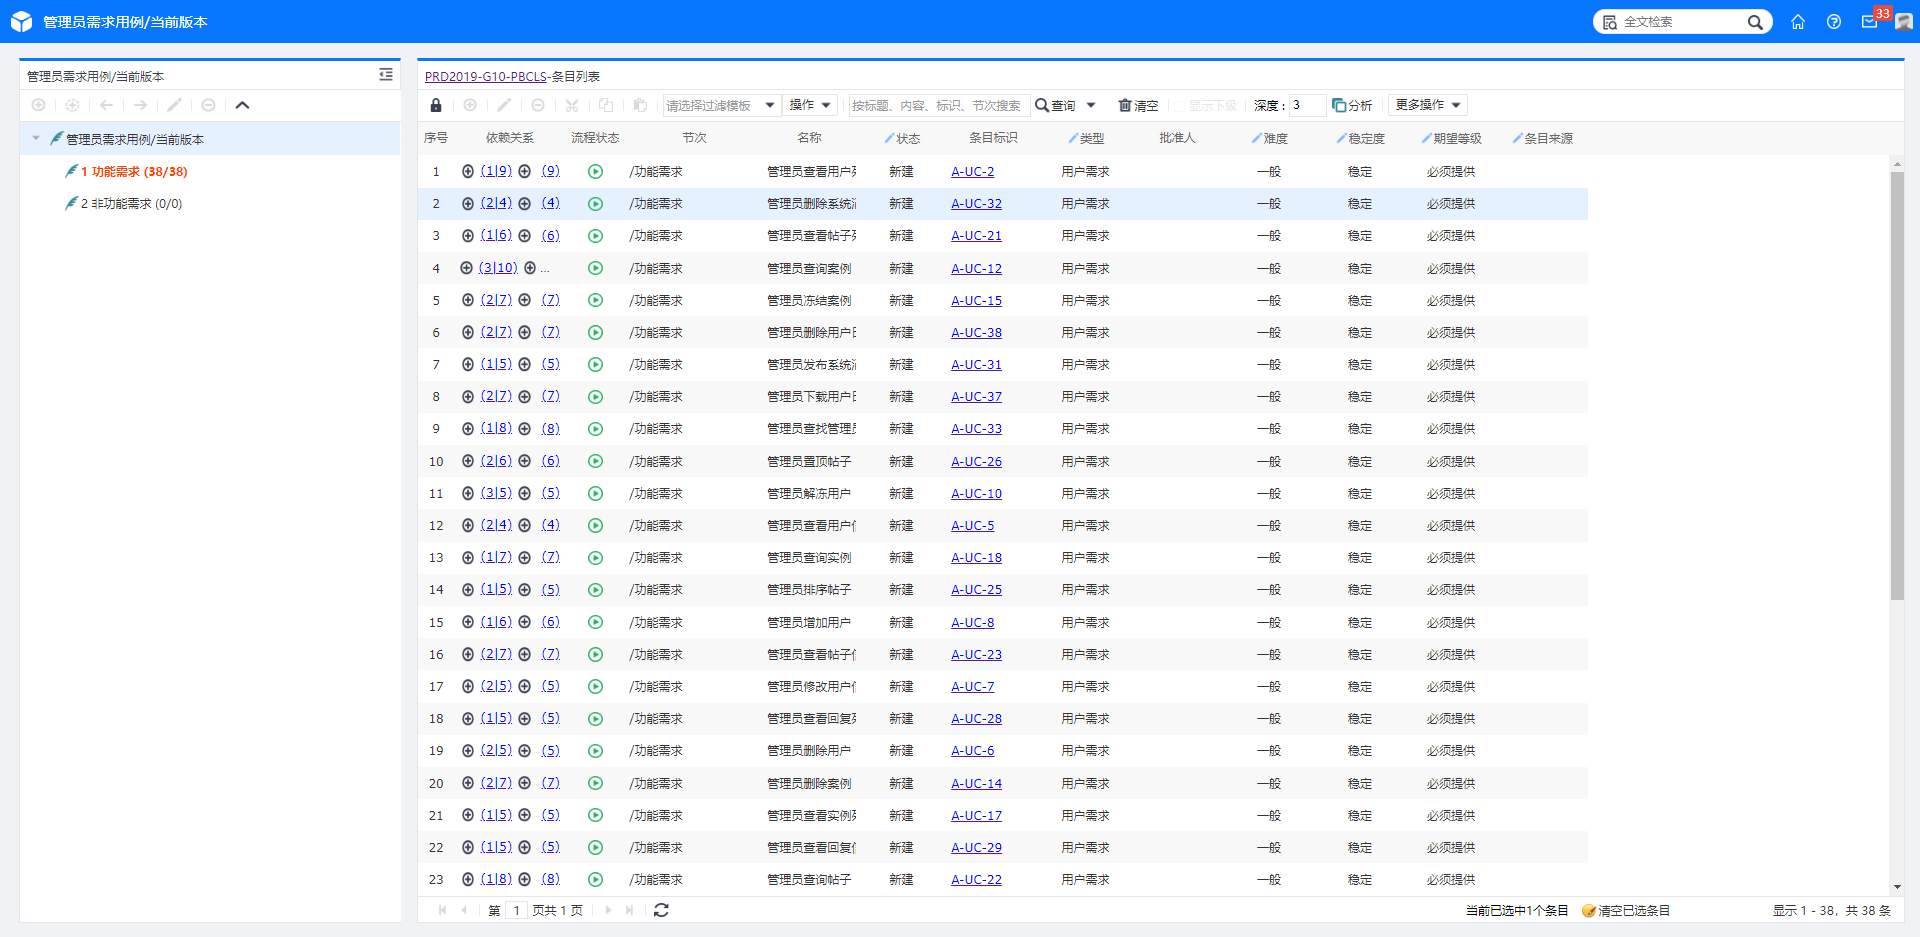 管理员需求用例/当前版本
全文检索
33
管理员需求用例/当前版本
管理员需求用例/当前版本
1 功能需求 (38/38)
2 非功能需求 (0/0)
PRD2019-G10-PBCLS-条目列表
请选择过滤模板 操作 按标题、内容、标识、节次搜索 查询 清空 显示下级 深度： 3 分析 更多操作
序号 依赖关系 流程状态 节次 名称 状态 条目标识 类型 批准人 难度 稳定度 期望等级 条目来源
1 (1|9) (9) /功能需求 管理员查看用户 新建 A-UC-2 用户需求 一般 稳定 必须提供
2 (2|4) (4) /功能需求 管理员删除系统 新建 A-UC-32 用户需求 一般 稳定 必须提供
3 (1|6) (6) /功能需求 管理员查看帖子 新建 A-UC-21 用户需求 一般 稳定 必须提供
4 (3|10) ... /功能需求 管理员查询案例 新建 A-UC-12 用户需求 一般 稳定 必须提供
5 (2|7) (7) /功能需求 管理员冻结案例 新建 A-UC-15 用户需求 一般 稳定 必须提供
6 (2|7) (7) /功能需求 管理员删除用户 新建 A-UC-38 用户需求 一般 稳定 必须提供
7 (1|5) (5) /功能需求 管理员发布系统 新建 A-UC-31 用户需求 一般 稳定 必须提供
8 (2|7) (7) /功能需求 管理员下载用户 新建 A-UC-37 用户需求 一般 稳定 必须提供
9 (1|8) (8) /功能需求 管理员查找管理 新建 A-UC-33 用户需求 一般 稳定 必须提供
10 (2|6) (6) /功能需求 管理员置顶帖子 新建 A-UC-26 用户需求 一般 稳定 必须提供
11 (3|5) (5) /功能需求 管理员解冻用户 新建 A-UC-10 用户需求 一般 稳定 必须提供
12 (2|4) (4) /功能需求 管理员查看用户 新建 A-UC-5 用户需求 一般 稳定 必须提供
13 (1|7) (7) /功能需求 管理员查询实例 新建 A-UC-18 用户需求 一般 稳定 必须提供
14 (1|5) (5) /功能需求 管理员排序帖子 新建 A-UC-25 用户需求 一般 稳定 必须提供
15 (1|6) (6) /功能需求 管理员增加用户 新建 A-UC-8 用户需求 一般 稳定 必须提供
16 (2|7) (7) /功能需求 管理员查看帖子 新建 A-UC-23 用户需求 一般 稳定 必须提供
17 (2|5) (5) /功能需求 管理员修改用户 新建 A-UC-7 用户需求 一般 稳定 必须提供
18 (1|5) (5) /功能需求 管理员查看回复 新建 A-UC-28 用户需求 一般 稳定 必须提供
19 (2|5) (5) /功能需求 管理员删除用户 新建 A-UC-6 用户需求 一般 稳定 必须提供
20 (2|7) (7) /功能需求 管理员删除案例 新建 A-UC-14 用户需求 一般 稳定 必须提供
21 (1|5) (5) /功能需求 管理员查看实例 新建 A-UC-17 用户需求 一般 稳定 必须提供
22 (1|5) (5) /功能需求 管理员查看回复 新建 A-UC-29 用户需求 一般 稳定 必须提供
23 (1|8) (8) /功能需求 管理员查询帖子 新建 A-UC-22 用户需求 一般 稳定 必须提供
第 1 页共 1 页 当前已选中1个条目 清空已选条目 显示 1 - 38，共 38 条